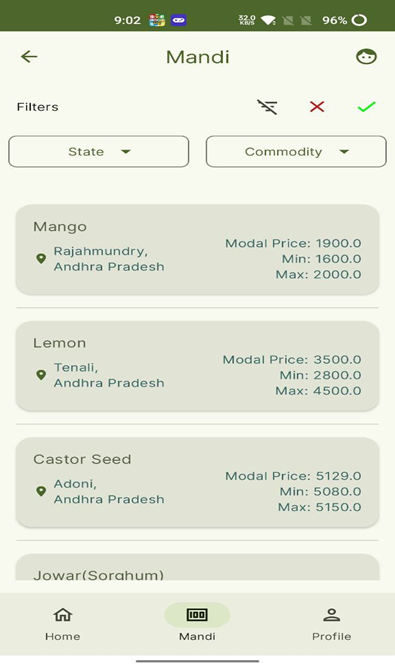 9:02 32.0 KB/S 96%
Mandi
Filters
State Commodity
Mango
Rajahmundry,
Andhra Pradesh
Modal Price: 1900.0
Min: 1600.0
Max: 2000.0
Lemon
Tenali,
Andhra Pradesh
Modal Price: 3500.0
Min: 2800.0
Max: 4500.0
Castor Seed
Adoni,
Andhra Pradesh
Modal Price: 5129.0
Min: 5080.0
Max: 5150.0
Jowar(Sorghum)
Home Mandi Profile